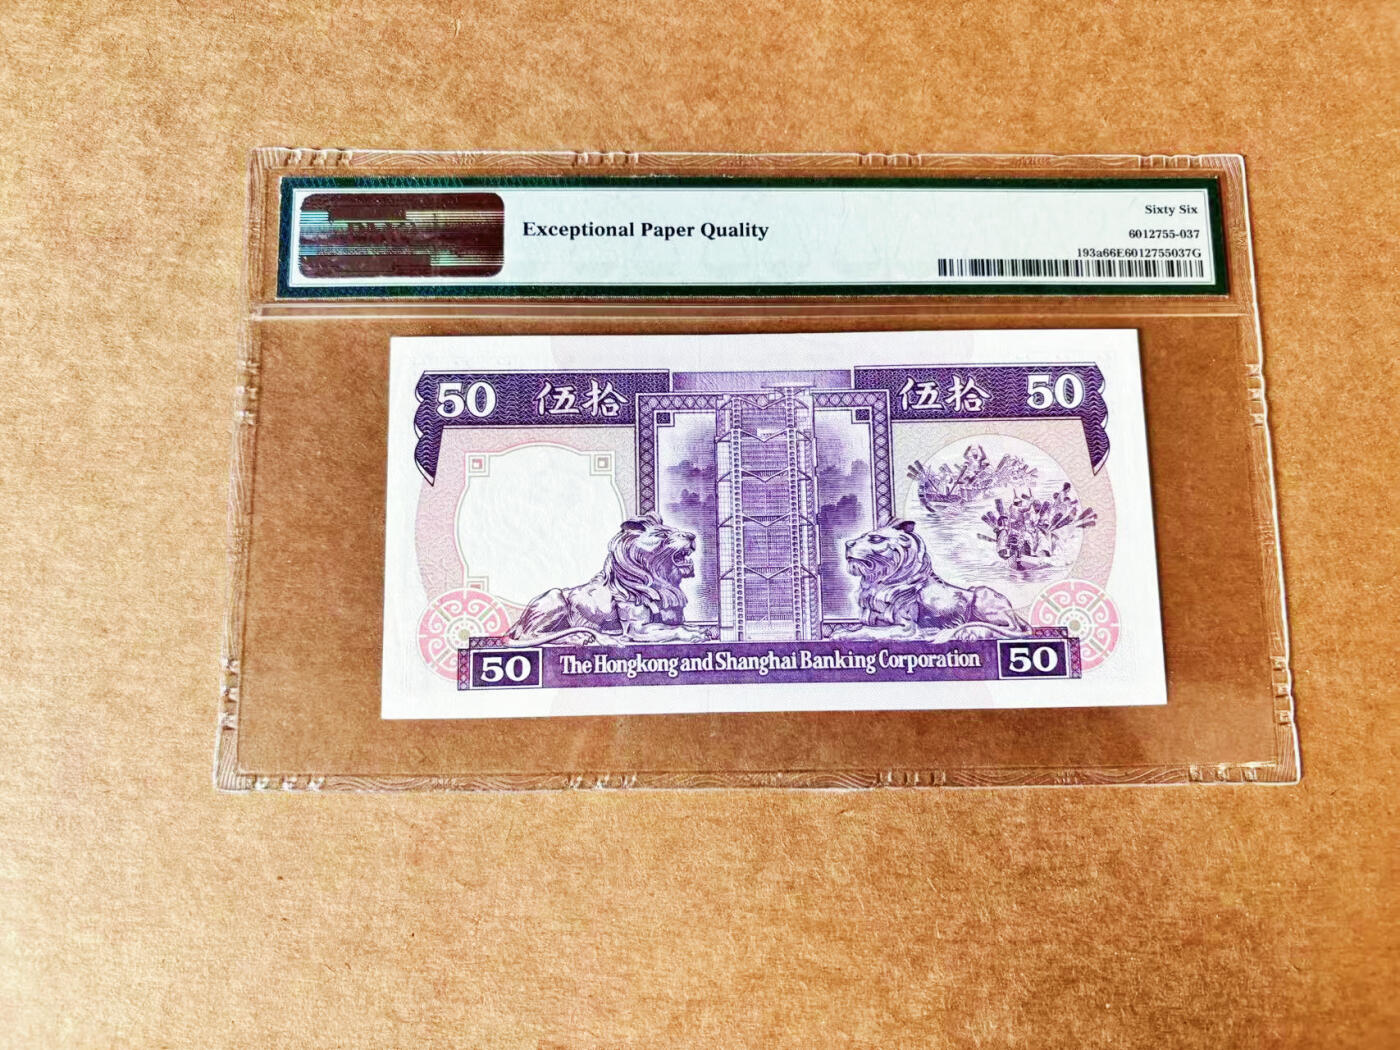 Exceptional Paper Quality
Sixty Six
6012755-037
193a66E6012755037G
50 伍拾
伍拾 50
50 The Hongkong and Shanghai Banking Corporation 50